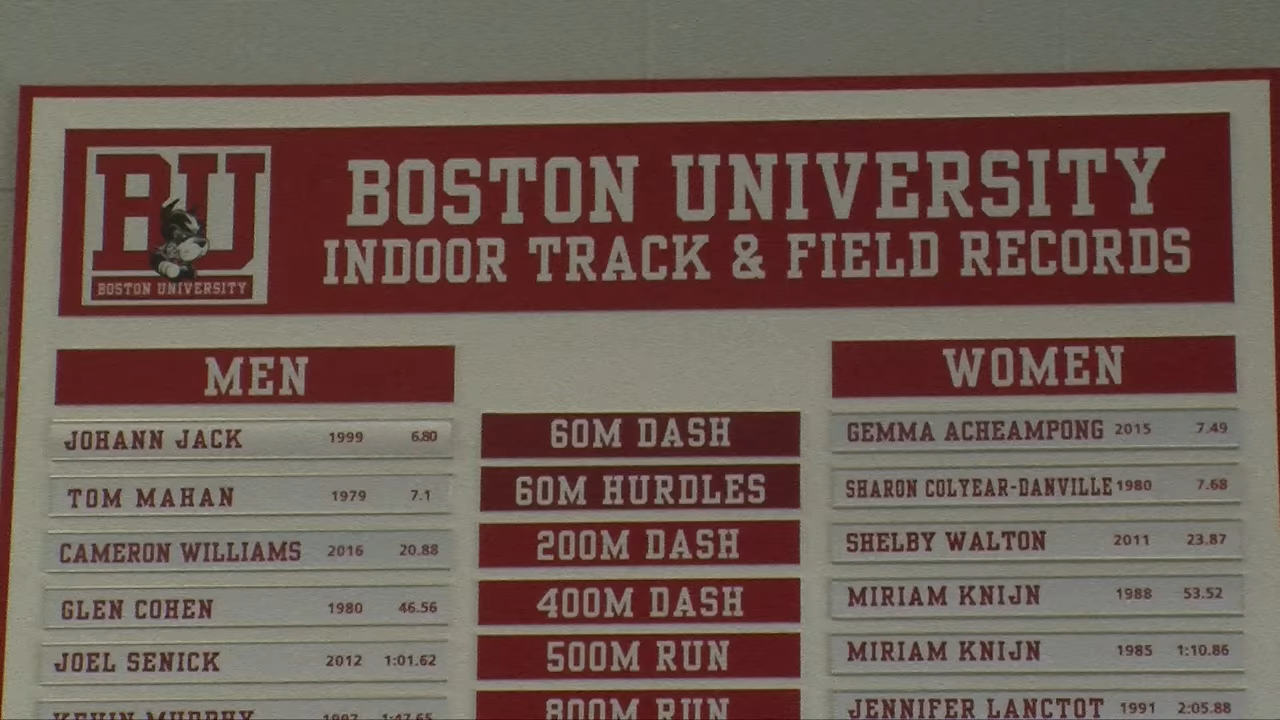 BU
BOSTON UNIVERSITY
BOSTON UNIVERSITY
INDOOR TRACK & FIELD RECORDS
MEN
WOMEN
JOHANN JACK 1999 6.80
60M DASH
GEMMA ACHEAMPONG 2015 7.49
TOM MAHAN 1979 7.1
60M HURDLES
SHARON COLYEAR-DANVILLE 1980 7.68
CAMERON WILLIAMS 2016 20.88
200M DASH
SHELBY WALTON 2011 23.87
GLEN COHEN 1980 46.56
400M DASH
MIRIAM KNIJN 1988 53.52
JOEL SENICK 2012 1:01.62
500M RUN
MIRIAM KNIJN 1985 1:10.86
KEVIN MURPHY
800M RUN
JENNIFER LANCTOT 1991 2:05.88